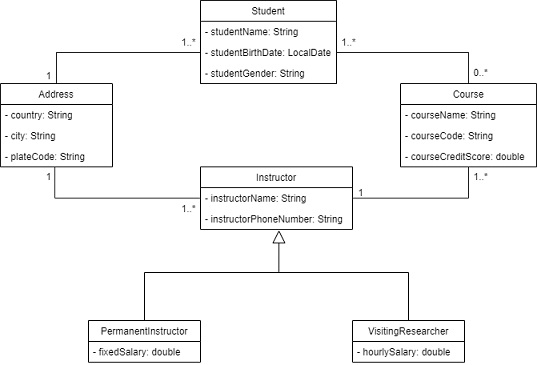 Student
- studentName: String
- studentBirthDate: LocalDate
- studentGender: String
1..*
1..*
1
0..*
Address
- country: String
- city: String
- plateCode: String
Course
- courseName: String
- courseCode: String
- courseCreditScore: double
1
1..*
Instructor
- instructorName: String
- instructorPhoneNumber: String
1..*
1
PermanentInstructor
- fixedSalary: double
VisitingResearcher
- hourlySalary: double